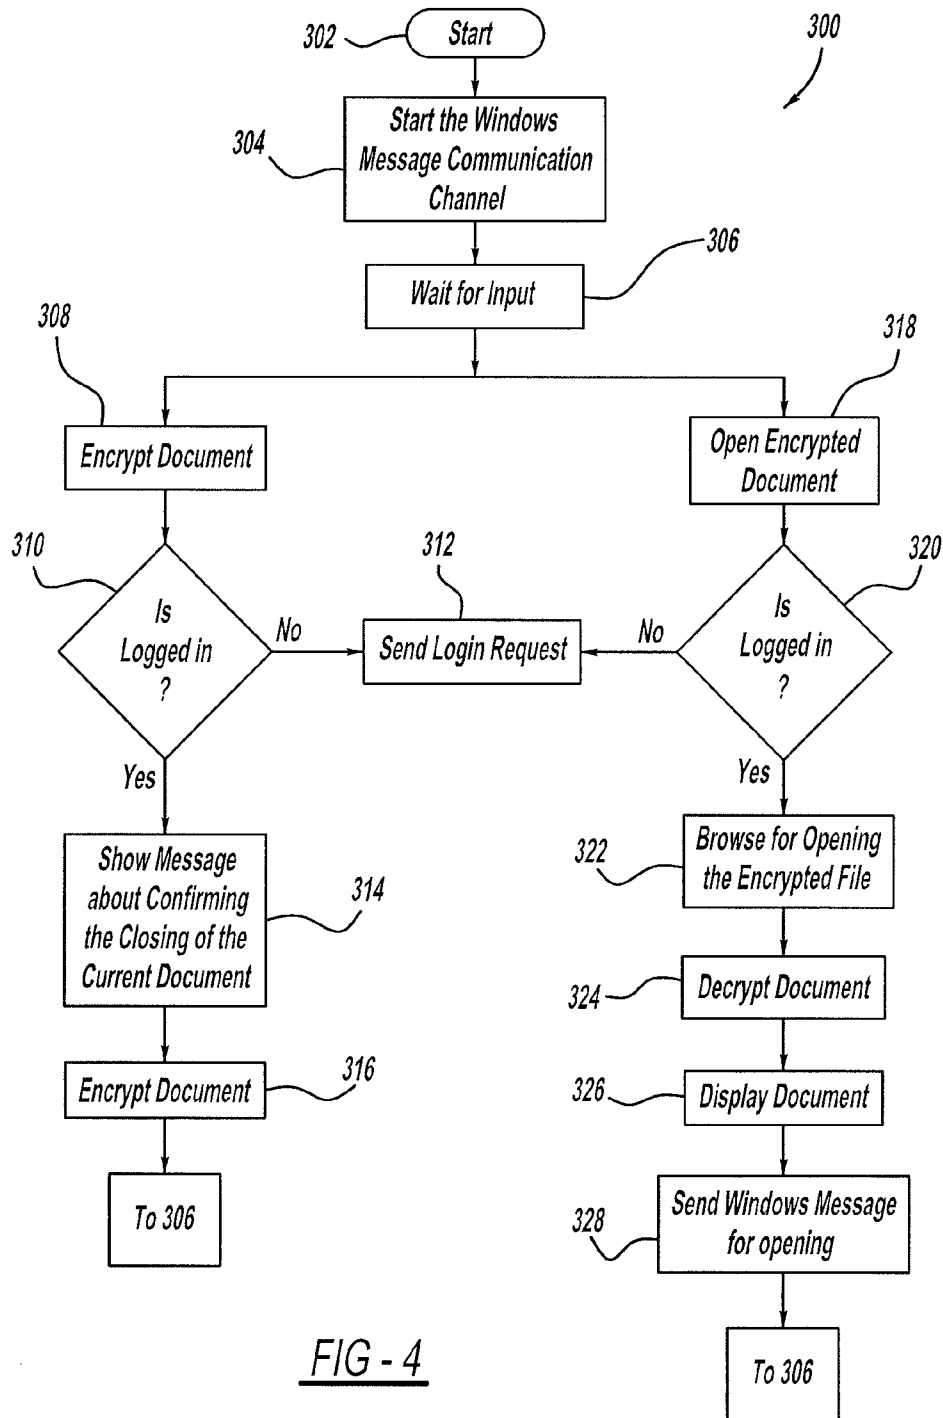 302
Start
300
304
Start the Windows
Message Communication
Channel
306
Wait for Input
308
318
Encrypt Document
Open Encrypted
Document
310
312
320
Is
Logged in
?
No
Send Login Request
No
Is
Logged in
?
Yes
Yes
Show Message
about Confirming
the Closing of the
Current Document
314
322
Browse for Opening
the Encrypted File
324
Decrypt Document
Encrypt Document
316
326
Display Document
To 306
328
Send Windows Message
for opening
FIG - 4
To 306